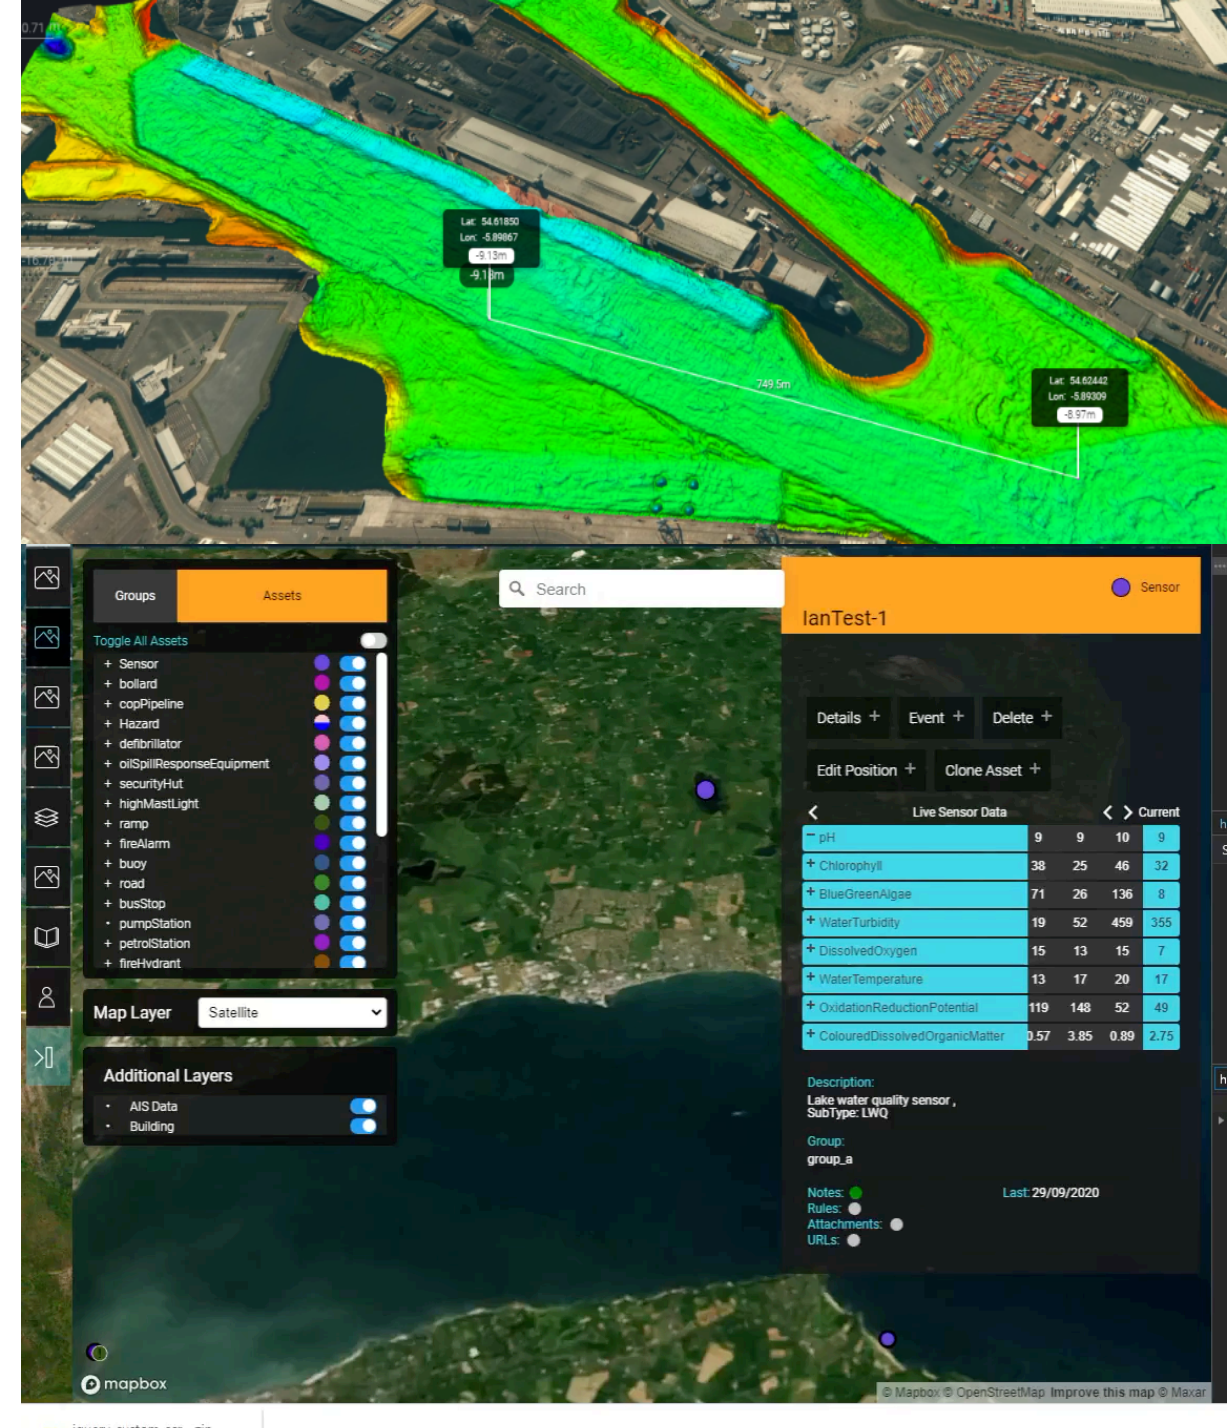 0.71 m
Lat: 54.61850
Lon: -5.89867
-9.13m
-9.13m
749.5m
Lat: 54.62442
Lon: -5.89309
-8.97m
Groups
Assets
Search
Sensor
IanTest-1
Toggle All Assets
+ Sensor
+ bollard
+ copPipeline
+ Hazard
+ defibrillator
+ oilSpillResponseEquipment
+ securityHut
+ highMastLight
+ ramp
+ fireAlarm
+ buoy
+ road
+ busStop
· pumpStation
+ petrolStation
+ fireHydrant
Map Layer
Satellite
Additional Layers
· AIS Data
· Building
Details +
Event +
Delete +
Edit Position +
Clone Asset +
Live Sensor Data
Current
− pH 9 9 10 9
+ Chlorophyll 38 25 46 32
+ BlueGreenAlgae 71 26 136 8
+ WaterTurbidity 19 52 459 355
+ DissolvedOxygen 15 13 15 7
+ WaterTemperature 13 17 20 17
+ OxidationReductionPotential 119 148 52 49
+ ColouredDissolvedOrganicMatter 0.57 3.85 0.89 2.75
Description:
Lake water quality sensor ,
SubType: LWQ
Group:
group_a
Notes:
Last: 29/09/2020
Rules:
Attachments:
URLs:
mapbox
© Mapbox © OpenStreetMap Improve this map © Maxar